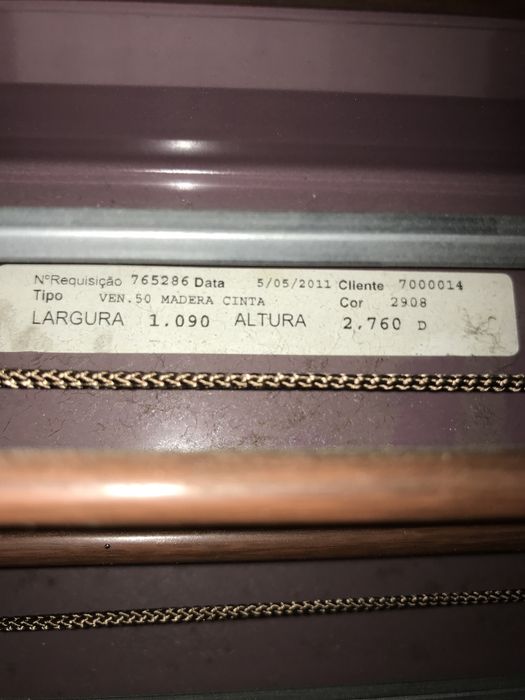 NºRequisição 765286 Data 5/05/2011 Cliente 7000014
Tipo VEN.50 MADERA CINTA Cor 2908
LARGURA 1.090 ALTURA 2,760 D